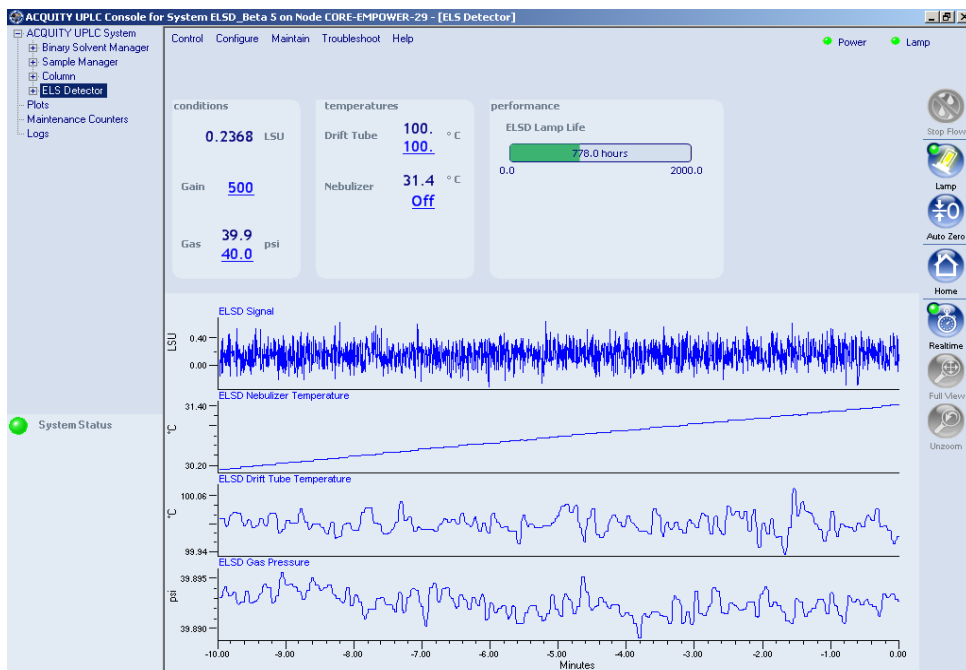 ACQUITY UPLC Console for System ELSD_Beta 5 on Node CORE-EMPOWER-29 - [ELS Detector]
ACQUITY UPLC System
Binary Solvent Manager
Sample Manager
Column
ELS Detector
Plots
Maintenance Counters
Logs
System Status
Control Configure Maintain Troubleshoot Help
Power Lamp
conditions
0.2368 LSU
Gain 500
Gas 39.9 psi
40.0
temperatures
Drift Tube 100. °C
100.
Nebulizer 31.4 °C
Off
performance
ELSD Lamp Life
778.0 hours
0.0 2000.0
Stop Flow
Lamp
Auto Zero
Home
Realtime
Full View
Unzoom
ELSD Signal
LSU
0.40
0.00
ELSD Nebulizer Temperature
°C
31.40
30.20
ELSD Drift Tube Temperature
°C
100.06
99.94
ELSD Gas Pressure
psi
39.895
39.890
-10.00 -9.00 -8.00 -7.00 -6.00 -5.00 -4.00 -3.00 -2.00 -1.00 0.00
Minutes